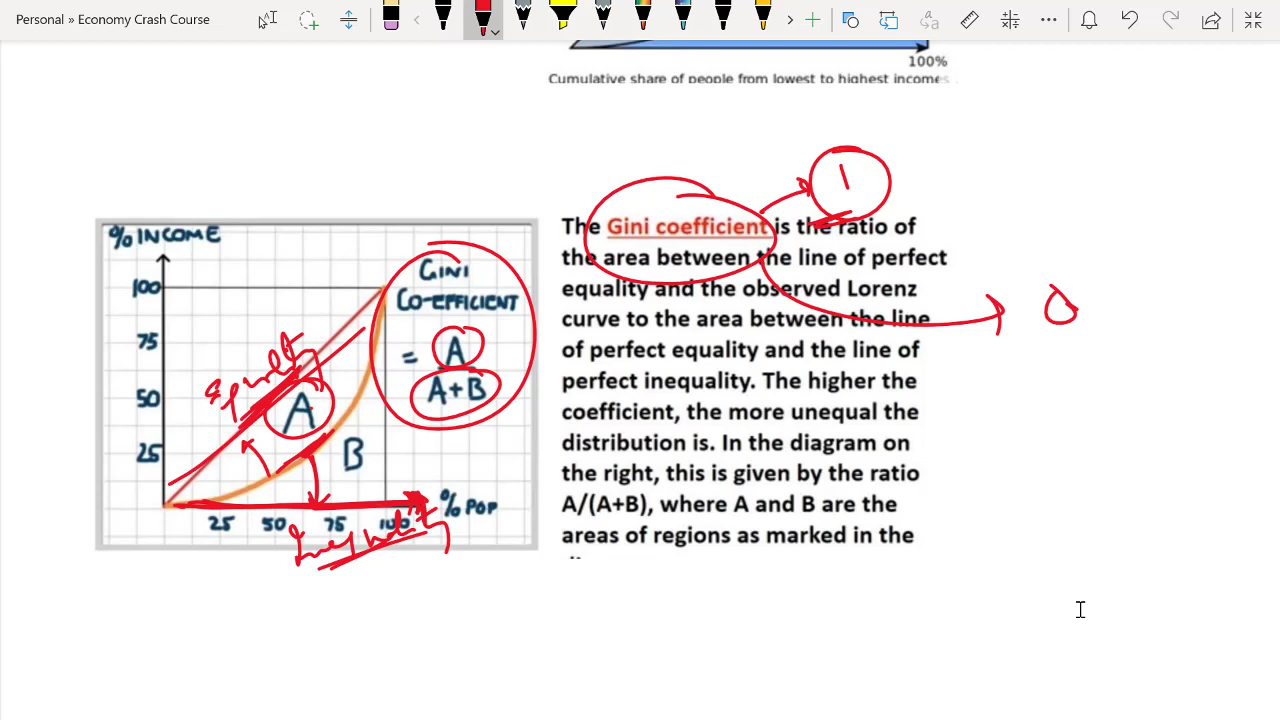 Personal » Economy Crash Course
100%
Cumulative share of people from lowest to highest incomes
% INCOME
100
75
50
25
25 50 75 100
% POP
GINI
CO-EFFICIENT
= A
A+B
A
B
equality
Inequality
1
0
The Gini coefficient is the ratio of
the area between the line of perfect
equality and the observed Lorenz
curve to the area between the line
of perfect equality and the line of
perfect inequality. The higher the
coefficient, the more unequal the
distribution is. In the diagram on
the right, this is given by the ratio
A/(A+B), where A and B are the
areas of regions as marked in the